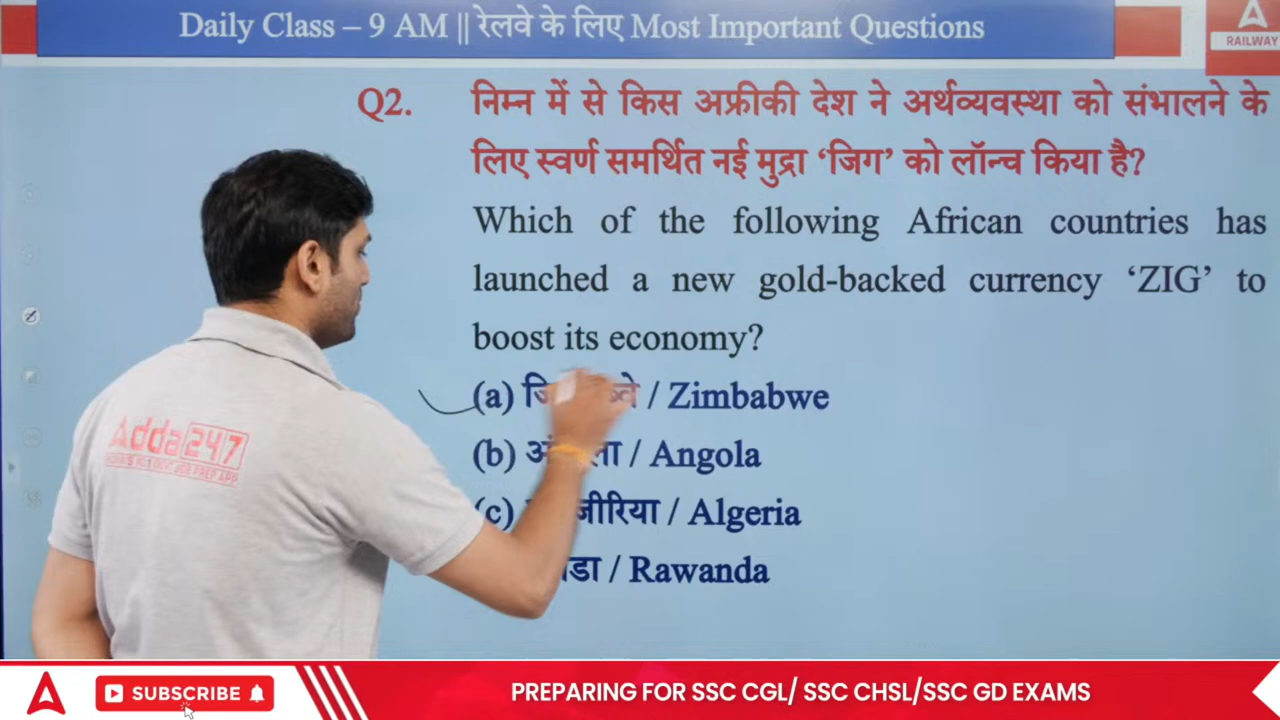 Daily Class – 9 AM || रेलवे के लिए Most Important Questions
RAILWAY
Q2. निम्न में से किस अफ्रीकी देश ने अर्थव्यवस्था को संभालने के
लिए स्वर्ण समर्थित नई मुद्रा ‘जिग’ को लॉन्च किया है?
Which of the following African countries has
launched a new gold-backed currency ‘ZIG’ to
boost its economy?
(a) / Zimbabwe
(b) / Angola
(c) / Algeria
/ Rawanda
Adda247
SUBSCRIBE
PREPARING FOR SSC CGL/ SSC CHSL/SSC GD EXAMS